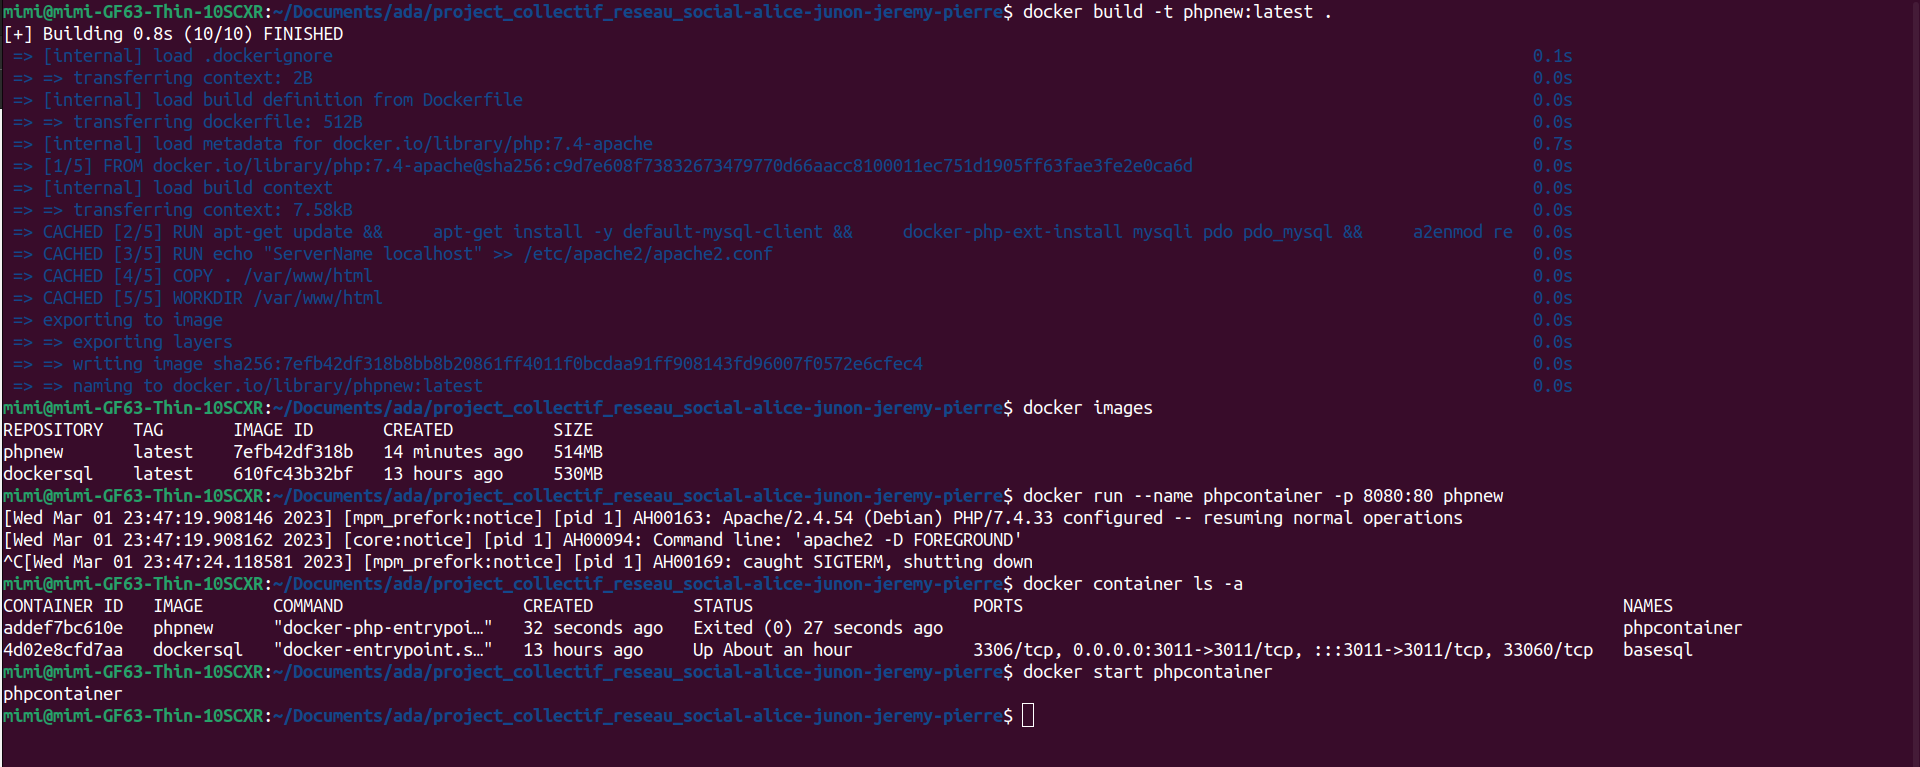 mimi@mimi-GF63-Thin-10SCXR:~/Documents/ada/project_collectif_reseau_social-alice-junon-jeremy-pierre$ docker build -t phpnew:latest .
[+] Building 0.8s (10/10) FINISHED
=> [internal] load .dockerignore 0.1s
=> => transferring context: 2B 0.0s
=> [internal] load build definition from Dockerfile 0.0s
=> => transferring dockerfile: 512B 0.0s
=> [internal] load metadata for docker.io/library/php:7.4-apache 0.7s
=> [1/5] FROM docker.io/library/php:7.4-apache@sha256:c9d7e608f73832673479770d66aacc8100011ec751d1905ff63fae3fe2e0ca6d 0.0s
=> [internal] load build context 0.0s
=> => transferring context: 7.58kB 0.0s
=> CACHED [2/5] RUN apt-get update && apt-get install -y default-mysql-client && docker-php-ext-install mysqli pdo pdo_mysql && a2enmod re 0.0s
=> CACHED [3/5] RUN echo "ServerName localhost" >> /etc/apache2/apache2.conf 0.0s
=> CACHED [4/5] COPY . /var/www/html 0.0s
=> CACHED [5/5] WORKDIR /var/www/html 0.0s
=> exporting to image 0.0s
=> => exporting layers 0.0s
=> => writing image sha256:7efb42df318b8bb8b20861ff4011f0bcdaa91ff908143fd96007f0572e6cfec4 0.0s
=> => naming to docker.io/library/phpnew:latest 0.0s
mimi@mimi-GF63-Thin-10SCXR:~/Documents/ada/project_collectif_reseau_social-alice-junon-jeremy-pierre$ docker images
REPOSITORY TAG IMAGE ID CREATED SIZE
phpnew latest 7efb42df318b 14 minutes ago 514MB
dockersql latest 610fc43b32bf 13 hours ago 530MB
mimi@mimi-GF63-Thin-10SCXR:~/Documents/ada/project_collectif_reseau_social-alice-junon-jeremy-pierre$ docker run --name phpcontainer -p 8080:80 phpnew
[Wed Mar 01 23:47:19.908146 2023] [mpm_prefork:notice] [pid 1] AH00163: Apache/2.4.54 (Debian) PHP/7.4.33 configured -- resuming normal operations
[Wed Mar 01 23:47:19.908162 2023] [core:notice] [pid 1] AH00094: Command line: 'apache2 -D FOREGROUND'
^C[Wed Mar 01 23:47:24.118581 2023] [mpm_prefork:notice] [pid 1] AH00169: caught SIGTERM, shutting down
mimi@mimi-GF63-Thin-10SCXR:~/Documents/ada/project_collectif_reseau_social-alice-junon-jeremy-pierre$ docker container ls -a
CONTAINER ID IMAGE COMMAND CREATED STATUS PORTS NAMES
addef7bc610e phpnew "docker-php-entrypoi…" 32 seconds ago Exited (0) 27 seconds ago phpcontainer
4d02e8cfd7aa dockersql "docker-entrypoint.s…" 13 hours ago Up About an hour 3306/tcp, 0.0.0.0:3011->3011/tcp, :::3011->3011/tcp, 33060/tcp basesql
mimi@mimi-GF63-Thin-10SCXR:~/Documents/ada/project_collectif_reseau_social-alice-junon-jeremy-pierre$ docker start phpcontainer
phpcontainer
mimi@mimi-GF63-Thin-10SCXR:~/Documents/ada/project_collectif_reseau_social-alice-junon-jeremy-pierre$